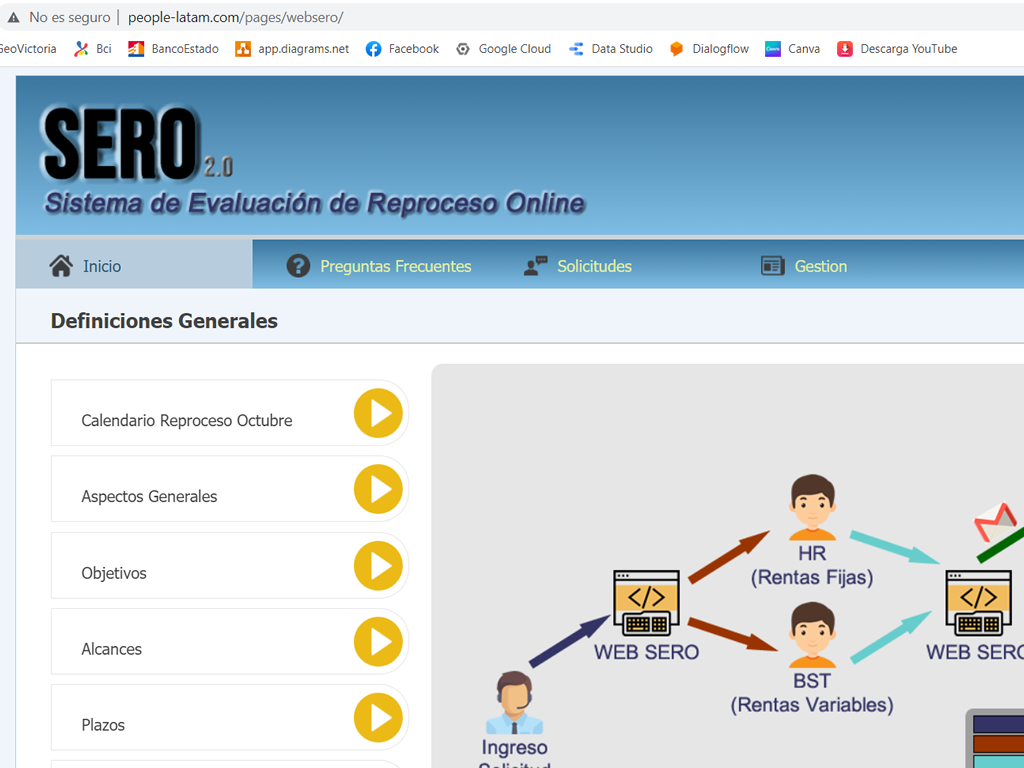 No es seguro | people-latam.com/pages/websero/
GeoVictoria Bci BancoEstado app.diagrams.net Facebook Google Cloud Data Studio Dialogflow Canva Descarga YouTube
SERO 2.0
Sistema de Evaluación de Reproceso Online
Inicio Preguntas Frecuentes Solicitudes Gestion
Definiciones Generales
Calendario Reproceso Octubre
Aspectos Generales
Objetivos
Alcances
Plazos
HR
(Rentas Fijas)
WEB SERO
WEB SERO
BST
(Rentas Variables)
Ingreso
Solicitud